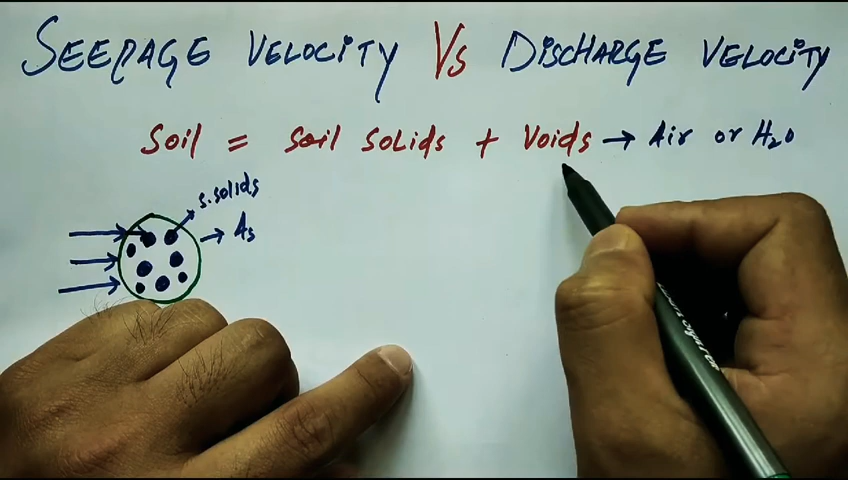 SEEPAGE VELOCITY Vs DISCHARGE VELOCITY
Soil = Soil Solids + Voids → Air or H₂O
S.Solids
→ As